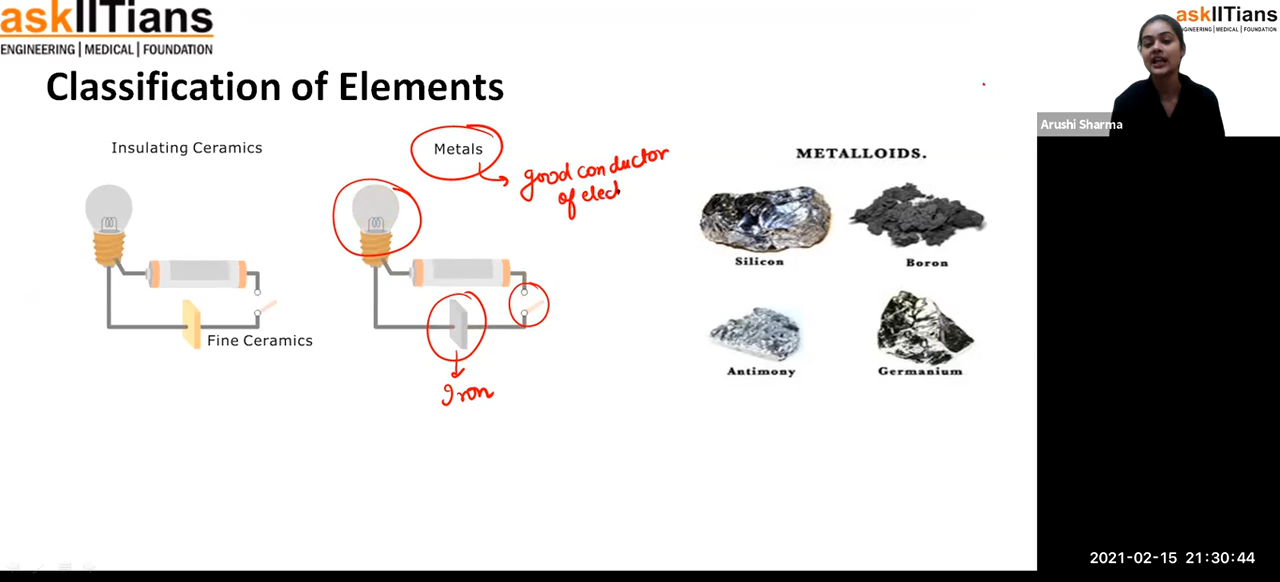 askIITians
ENGINEERING | MEDICAL | FOUNDATION
askIITians
ENGINEERING | MEDICAL | FOUNDATION
Classification of Elements
Arushi Sharma
Insulating Ceramics
Metals
good conductor
of elec
METALLOIDS.
Silicon
Boron
Fine Ceramics
Antimony
Germanium
Iron
2021-02-15 21:30:44